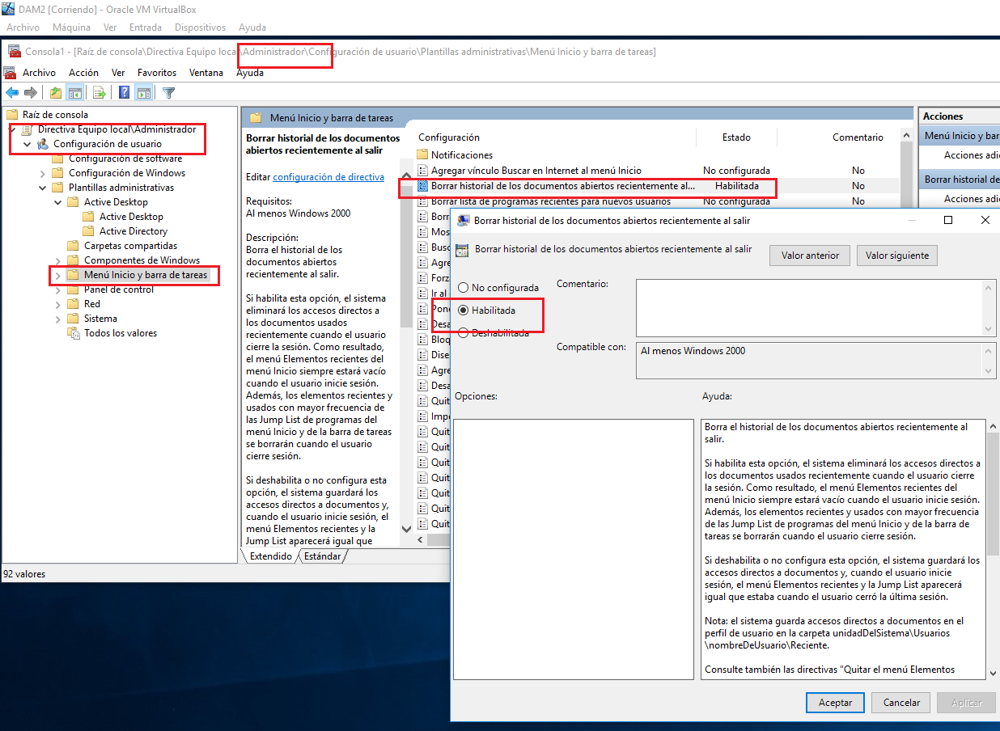 DAM2 [Corriendo] - Oracle VM VirtualBox
Archivo Máquina Ver Entrada Dispositivos Ayuda
Consola1 - [Raíz de consola\Directiva Equipo local\Administrador\Configuración de usuario\Plantillas administrativas\Menú Inicio y barra de tareas]
Archivo Acción Ver Favoritos Ventana Ayuda
Raíz de consola
Directiva Equipo local\Administrador
Configuración de usuario
Configuración de software
Configuración de Windows
Plantillas administrativas
Active Desktop
Active Desktop
Active Directory
Carpetas compartidas
Componentes de Windows
Menú Inicio y barra de tareas
Panel de control
Red
Sistema
Todos los valores
Menú Inicio y barra de tareas
Borrar historial de los documentos
abiertos recientemente al salir
Editar configuración de directiva
Requisitos:
Al menos Windows 2000
Descripción:
Borra el historial de los
documentos abiertos
recientemente al salir.
Si habilita esta opción, el sistema
eliminará los accesos directos a
los documentos usados
recientemente cuando el usuario
cierre la sesión. Como resultado,
el menú Elementos recientes del
menú Inicio siempre estará vacío
cuando el usuario inicie sesión.
Además, los elementos recientes y
usados con mayor frecuencia de
las Jump List de programas del
menú Inicio y de la barra de tareas
se borrarán cuando el usuario
cierre sesión.
Si deshabilita o no configura esta
opción, el sistema guardará los
accesos directos a documentos y,
cuando el usuario inicie sesión, el
menú Elementos recientes y la
Jump List aparecerá igual que
Extendido Estándar
92 valores
Configuración Estado Comentario
Notificaciones
Agregar vínculo Buscar en Internet al menú Inicio No configurada No
Borrar historial de los documentos abiertos recientemente al... Habilitada No
Borrar lista de programas recientes para nuevos usuarios No configurada No
Borr
Mos
Busc
Agre
Forz
Ir al
Pone
Desa
Bloq
Dise
Agre
Desa
Quit
Impe
Quit
Quit
Quit
Quit
Quit
Quit
Quit
Acciones
Menú Inicio y bar
Acciones adi
Borrar historial de
Acciones adi
Borrar historial de los documentos abiertos recientemente al salir
Borrar historial de los documentos abiertos recientemente al salir
Valor anterior Valor siguiente
No configurada
Habilitada
Deshabilitada
Comentario:
Compatible con:
Al menos Windows 2000
Opciones:
Ayuda:
Borra el historial de los documentos abiertos recientemente al
salir.
Si habilita esta opción, el sistema eliminará los accesos directos a
los documentos usados recientemente cuando el usuario cierre
la sesión. Como resultado, el menú Elementos recientes del
menú Inicio siempre estará vacío cuando el usuario inicie sesión.
Además, los elementos recientes y usados con mayor frecuencia
de las Jump List de programas del menú Inicio y de la barra de
tareas se borrarán cuando el usuario cierre sesión.
Si deshabilita o no configura esta opción, el sistema guardará los
accesos directos a documentos y, cuando el usuario inicie
sesión, el menú Elementos recientes y la Jump List aparecerá
igual que estaba cuando el usuario cerró la última sesión.
Nota: el sistema guarda accesos directos a documentos en el
perfil de usuario en la carpeta unidadDelSistema\Usuarios
\nombreDeUsuario\Reciente.
Consulte también las directivas "Quitar el menú Elementos
Aceptar Cancelar Aplicar